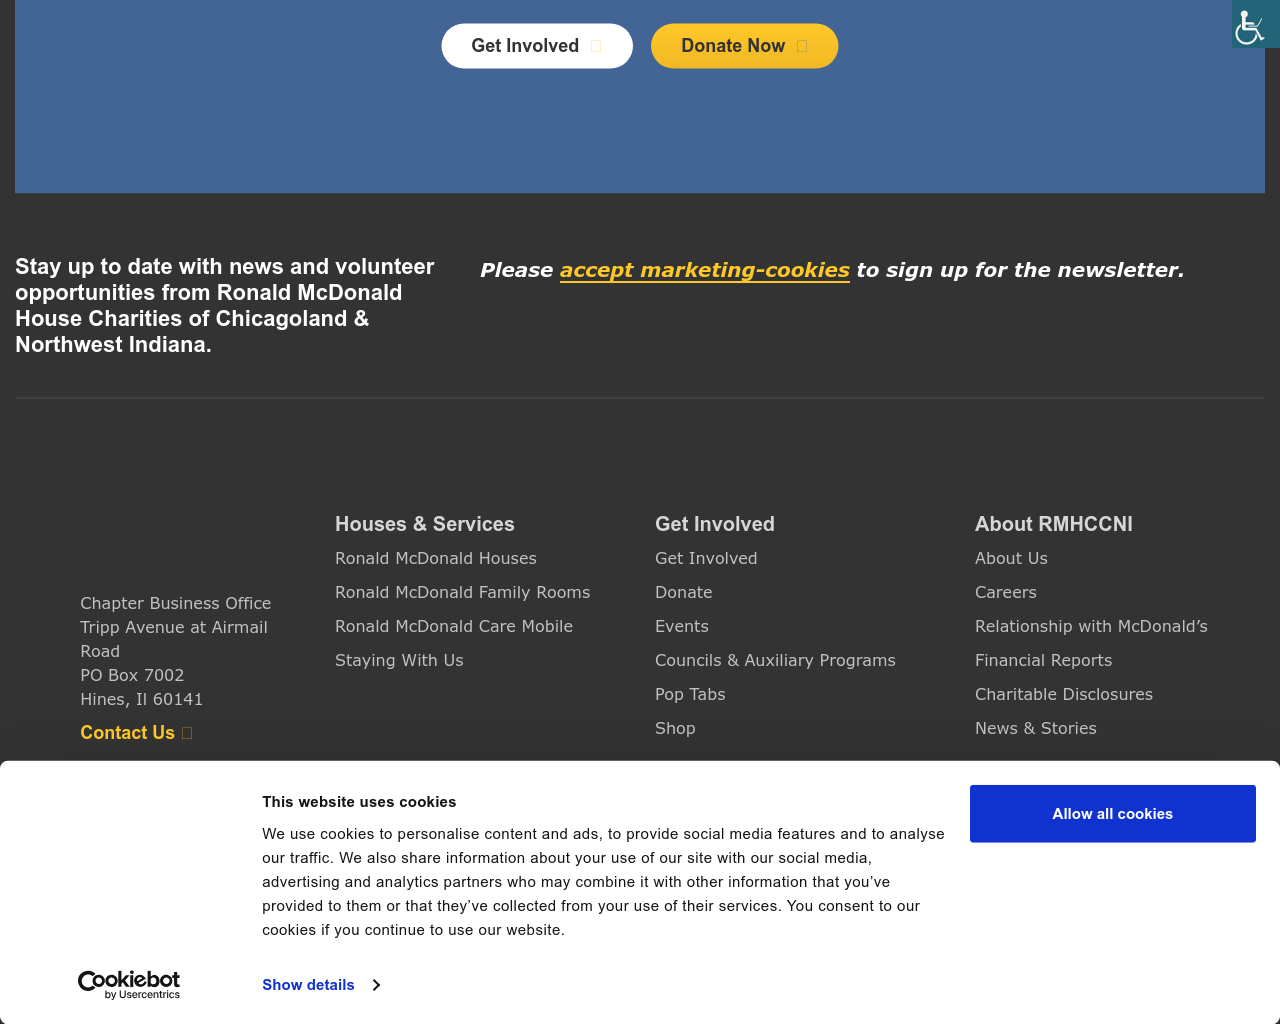 Get Involved
Donate Now
Stay up to date with news and volunteer
opportunities from Ronald McDonald
House Charities of Chicagoland &
Northwest Indiana.
Please accept marketing-cookies to sign up for the newsletter.
Chapter Business Office
Tripp Avenue at Airmail
Road
PO Box 7002
Hines, Il 60141
Contact Us
Houses & Services
Ronald McDonald Houses
Ronald McDonald Family Rooms
Ronald McDonald Care Mobile
Staying With Us
Get Involved
Get Involved
Donate
Events
Councils & Auxiliary Programs
Pop Tabs
Shop
About RMHCCNI
About Us
Careers
Relationship with McDonald’s
Financial Reports
Charitable Disclosures
News & Stories
This website uses cookies
We use cookies to personalise content and ads, to provide social media features and to analyse
our traffic. We also share information about your use of our site with our social media,
advertising and analytics partners who may combine it with other information that you’ve
provided to them or that they’ve collected from your use of their services. You consent to our
cookies if you continue to use our website.
Allow all cookies
Cookiebot
by Usercentrics
Show details